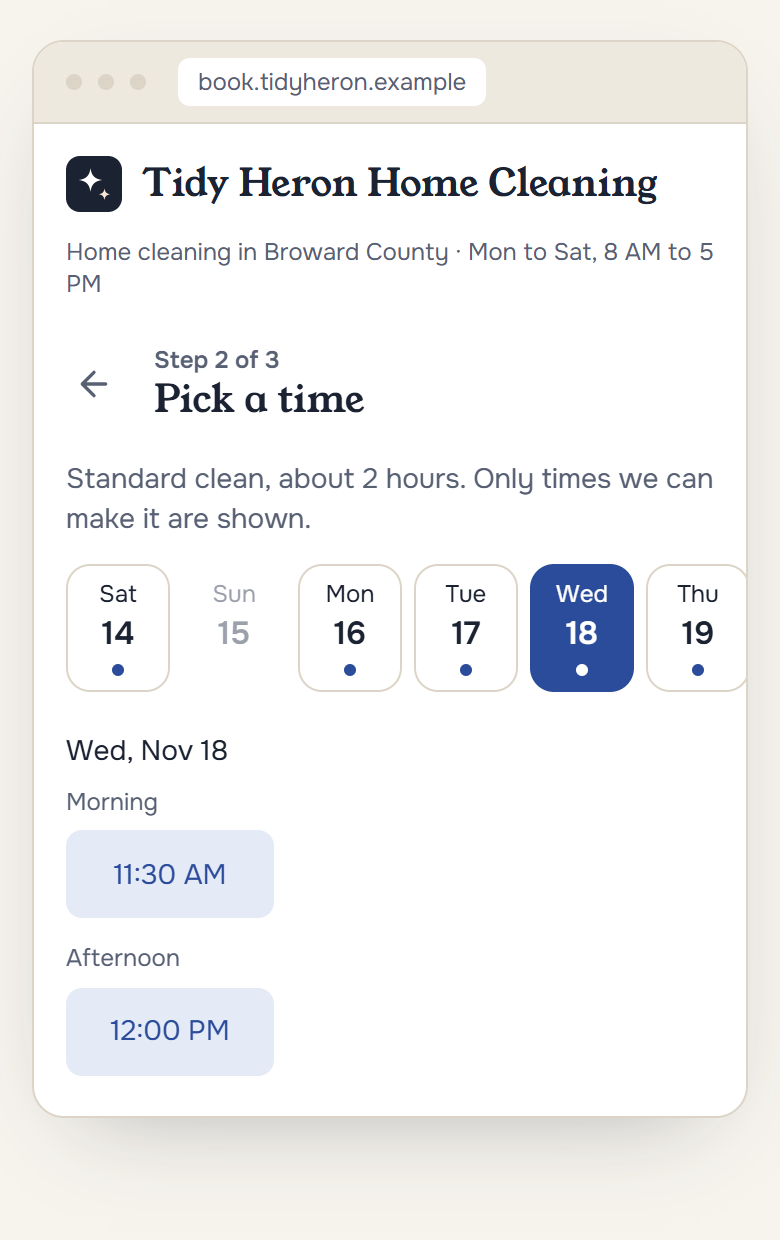 book.tidyheron.example
Tidy Heron Home Cleaning
Home cleaning in Broward County · Mon to Sat, 8 AM to 5
PM
Step 2 of 3
Pick a time
Standard clean, about 2 hours. Only times we can
make it are shown.
Sat Sun Mon Tue Wed Thu
14 15 16 17 18 19
Wed, Nov 18
Morning
11:30 AM
Afternoon
12:00 PM